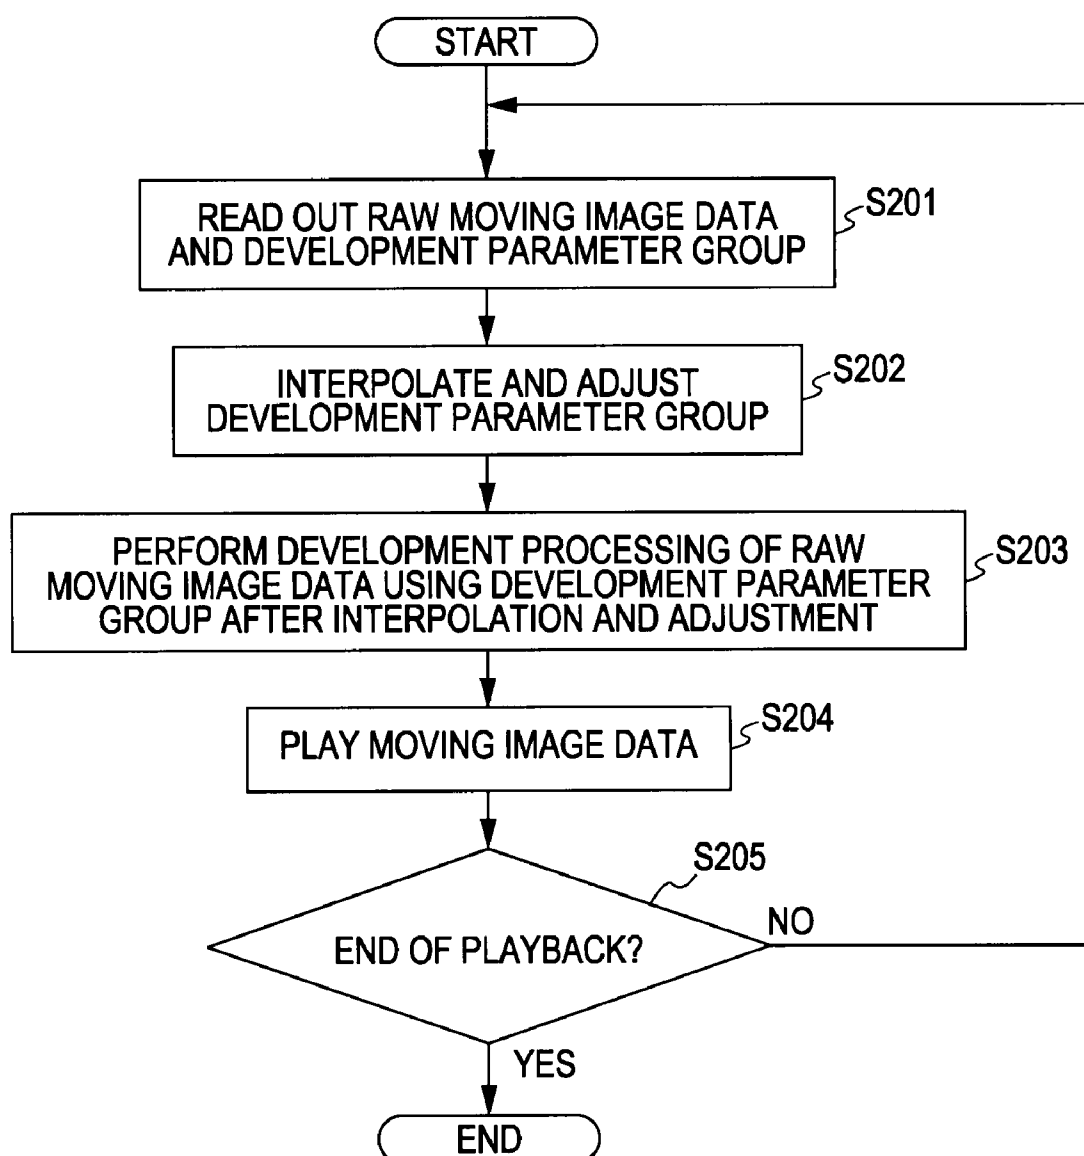 START
READ OUT RAW MOVING IMAGE DATA
AND DEVELOPMENT PARAMETER GROUP
S201
INTERPOLATE AND ADJUST
DEVELOPMENT PARAMETER GROUP
S202
PERFORM DEVELOPMENT PROCESSING OF RAW
MOVING IMAGE DATA USING DEVELOPMENT PARAMETER
GROUP AFTER INTERPOLATION AND ADJUSTMENT
S203
PLAY MOVING IMAGE DATA
S204
S205
END OF PLAYBACK?
NO
YES
END